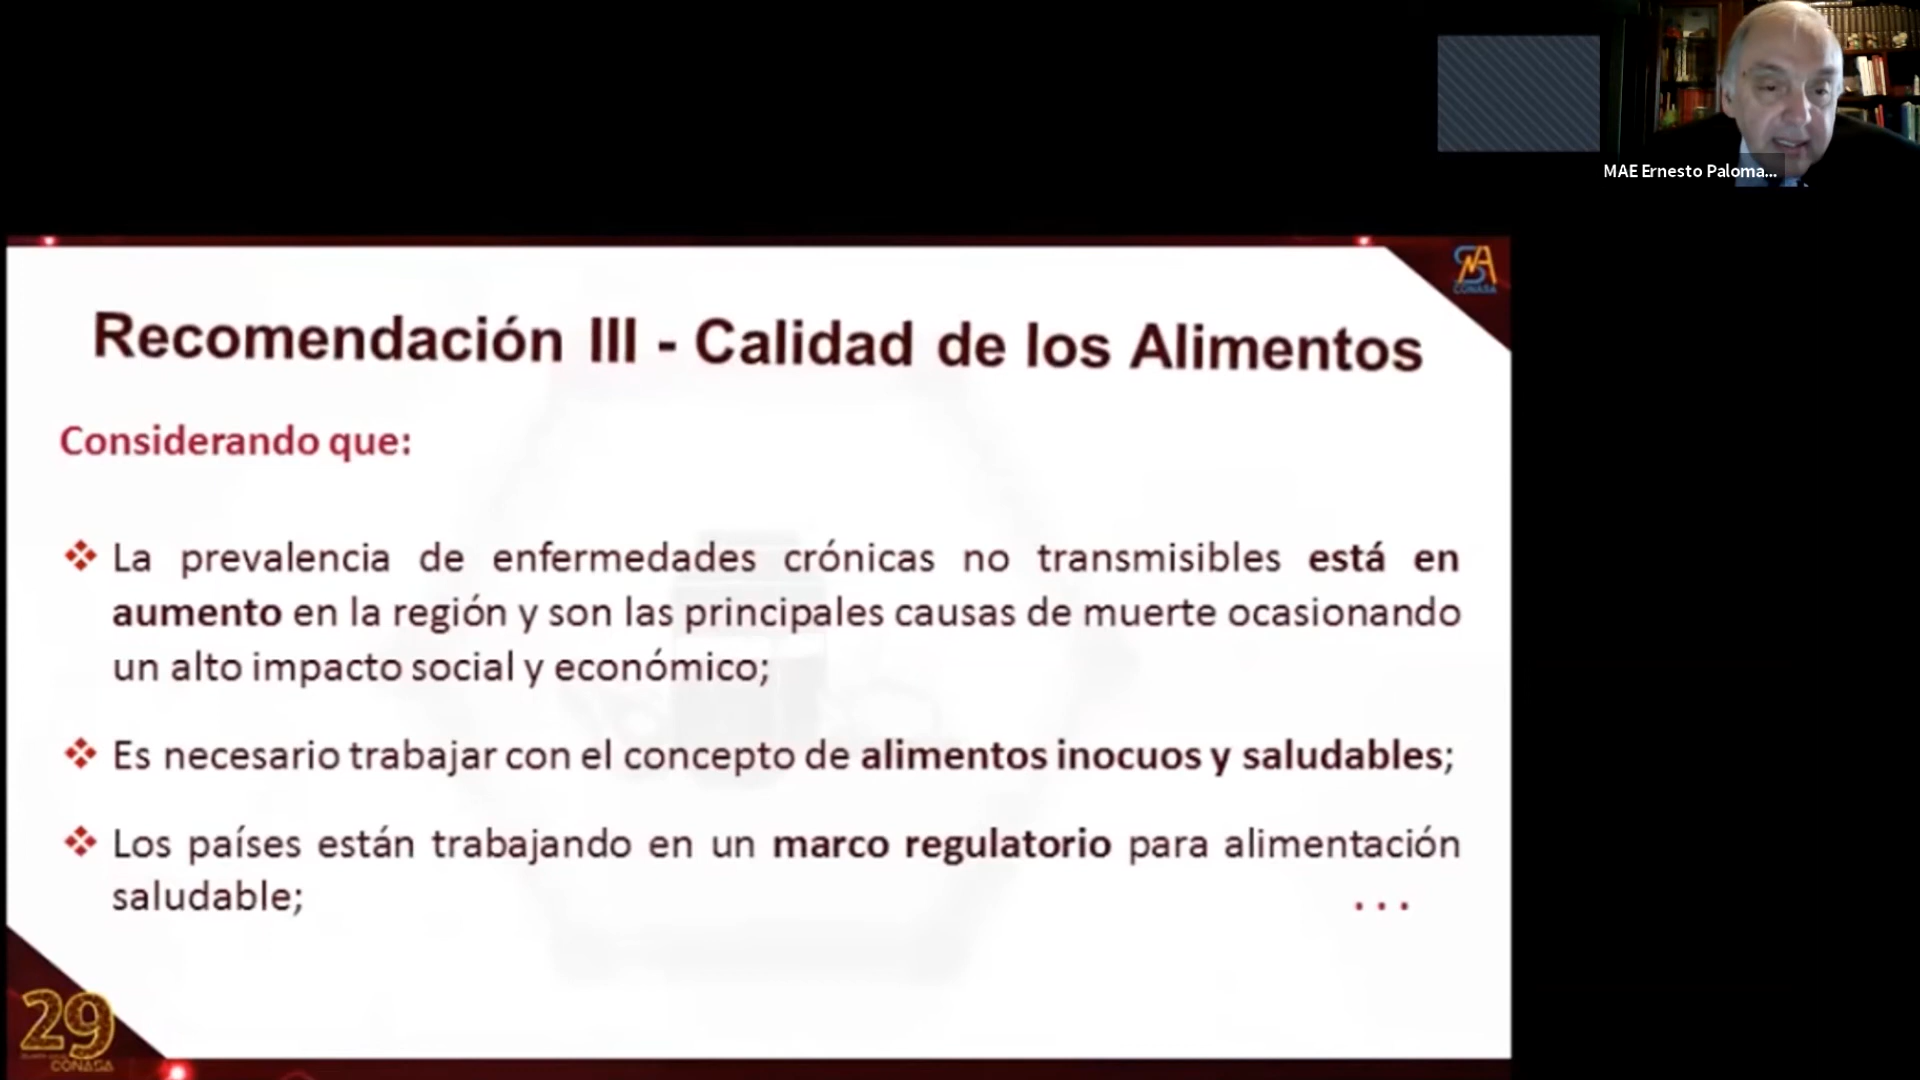 MAE Ernesto Paloma...
CONASA
Recomendación III - Calidad de los Alimentos
Considerando que:
La prevalencia de enfermedades crónicas no transmisibles está en
aumento en la región y son las principales causas de muerte ocasionando
un alto impacto social y económico;
Es necesario trabajar con el concepto de alimentos inocuos y saludables;
Los países están trabajando en un marco regulatorio para alimentación
saludable;
. . .
29
CONASA